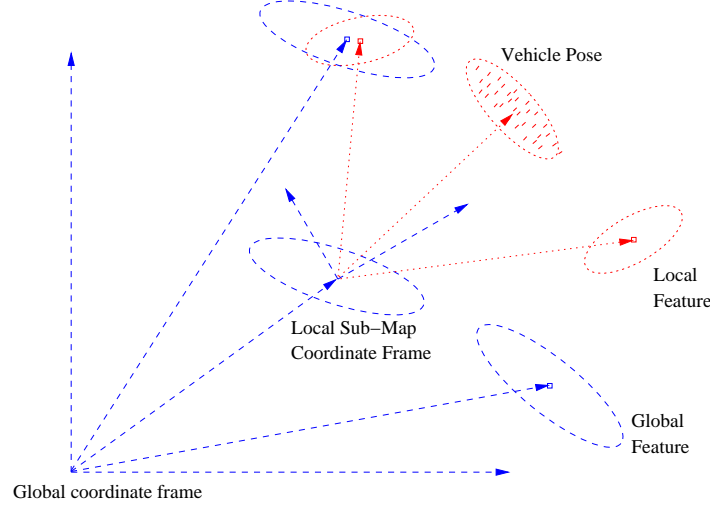 Vehicle Pose
Local
Feature
Local Sub−Map
Coordinate Frame
Global
Feature
Global coordinate frame